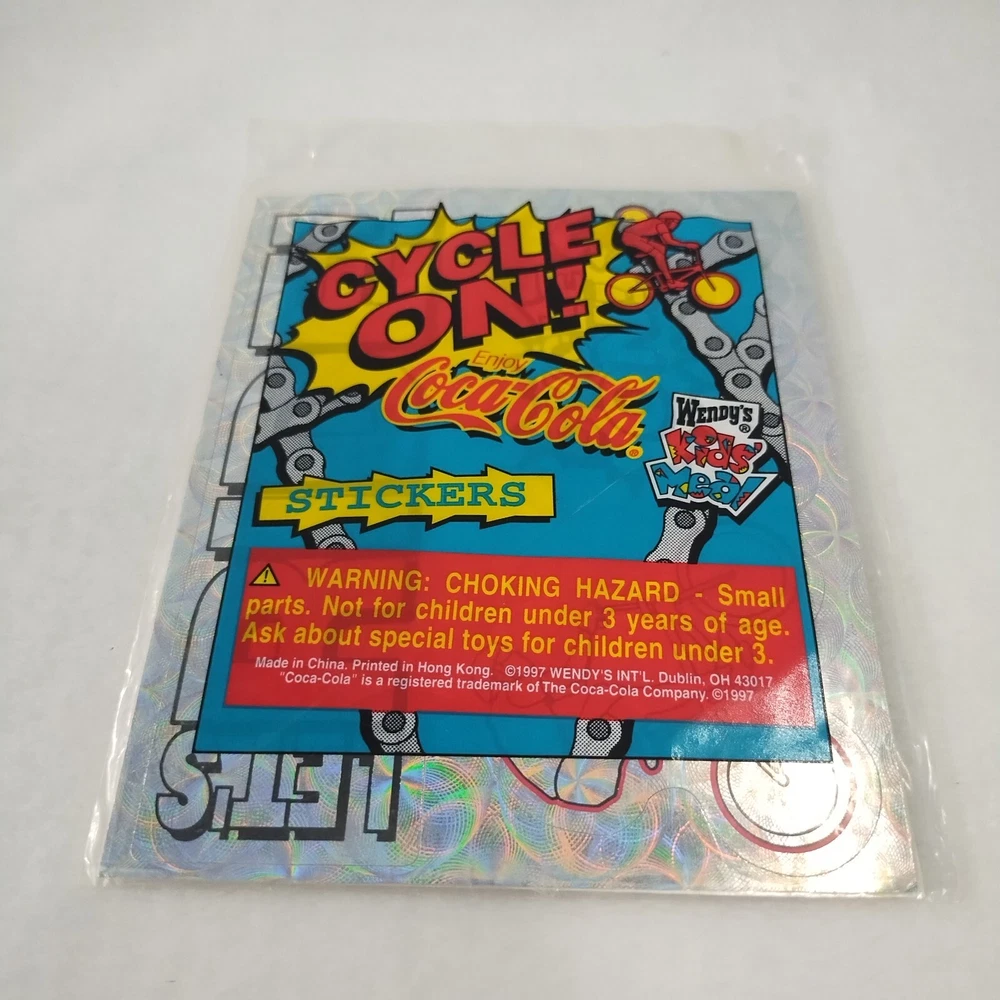 CYCLE
ON!
Enjoy
Coca-Cola®
WENDY'S®
Kids'
Meal
STICKERS
WARNING: CHOKING HAZARD - Small
parts. Not for children under 3 years of age.
Ask about special toys for children under 3.
Made in China. Printed in Hong Kong. ©1997 WENDY'S INT'L. Dublin, OH 43017
"Coca-Cola" is a registered trademark of The Coca-Cola Company. ©1997
LET'S